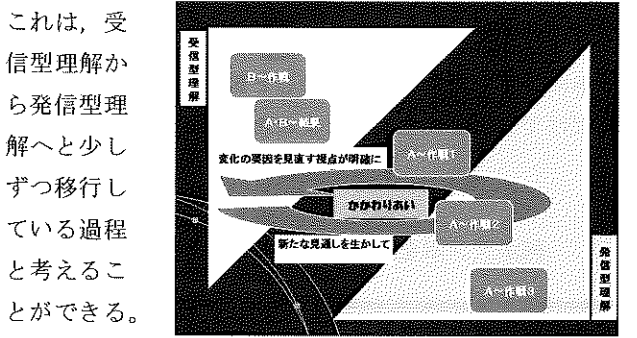 これは，受
信型理解か
ら発信型理
解へと少し
ずつ移行し
ている過程
と考えるこ
とができる。
受信型理解
B～作戦
A・B～結果
A～作戦1
変化の要因を見直す視点が明確に
かかわりあい
A～作戦2
新たな見通しを生かして
A～作戦3
発信型理解